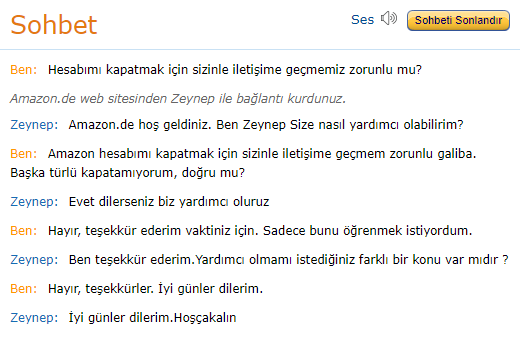 Sohbet
Ses
Sohbeti Sonlandır
Ben: Hesabımı kapatmak için sizinle iletişime geçmemiz zorunlu mu?
Amazon.de web sitesinden Zeynep ile bağlantı kurdunuz.
Zeynep: Amazon.de hoş geldiniz. Ben Zeynep Size nasıl yardımcı olabilirim?
Ben: Amazon hesabımı kapatmak için sizinle iletişime geçmem zorunlu galiba.
Başka türlü kapatamıyorum, doğru mu?
Zeynep: Evet dilerseniz biz yardımcı oluruz
Ben: Hayır, teşekkür ederim vaktiniz için. Sadece bunu öğrenmek istiyordum.
Zeynep: Ben teşekkür ederim.Yardımcı olmamı istediğiniz farklı bir konu var mıdır ?
Ben: Hayır, teşekkürler. İyi günler dilerim.
Zeynep: İyi günler dilerim.Hoşçakalın